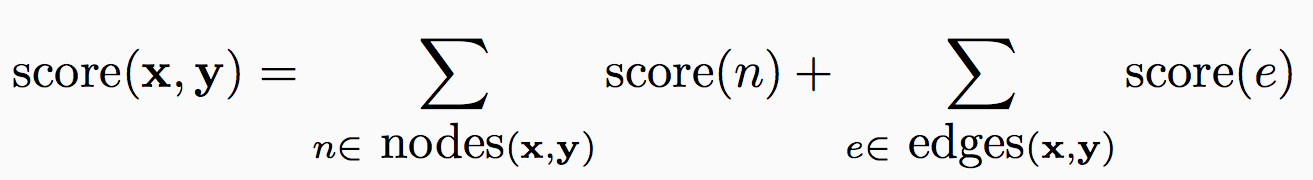 score(x, y) = ∑ score(n) + ∑ score(e)
n∈ nodes(x,y) e∈ edges(x,y)